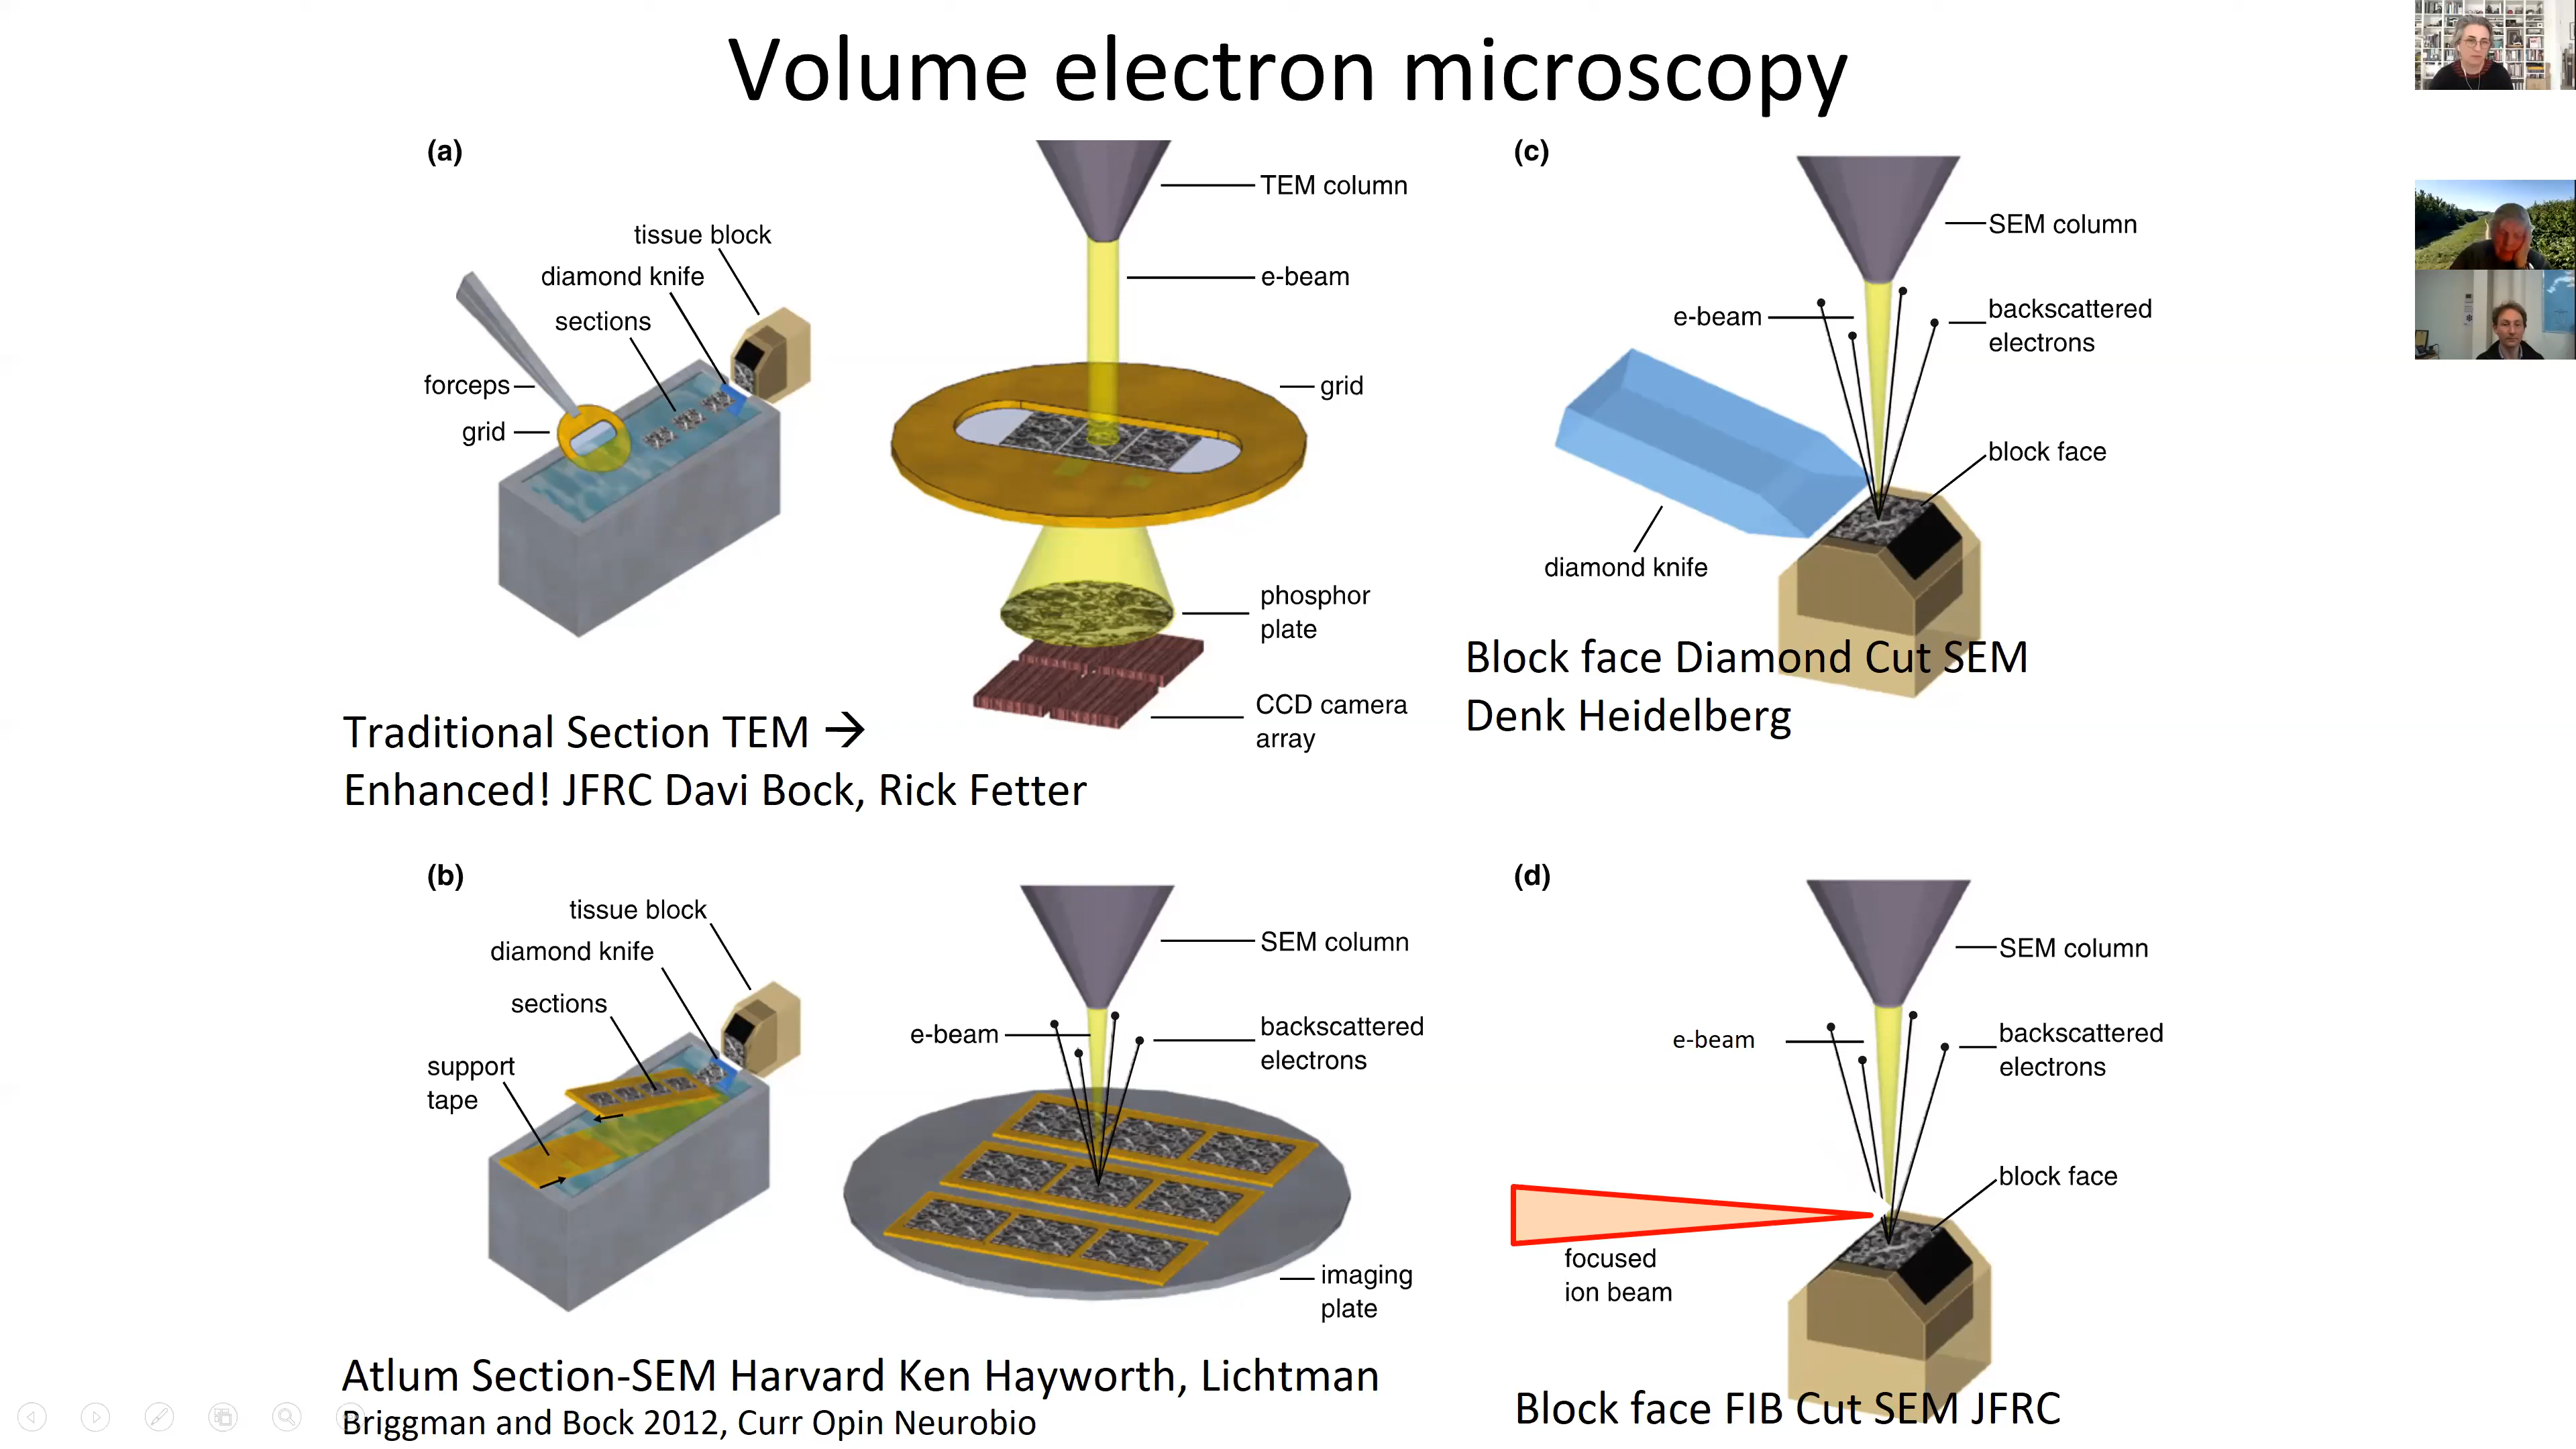 Volume electron microscopy
(a)
tissue block
diamond knife
sections
forceps
grid
TEM column
e-beam
grid
phosphor
plate
CCD camera
array
Traditional Section TEM →
Enhanced! JFRC Davi Bock, Rick Fetter
(c)
SEM column
e-beam
backscattered
electrons
block face
diamond knife
Block face Diamond Cut SEM
Denk Heidelberg
(b)
tissue block
diamond knife
sections
support
tape
SEM column
e-beam
backscattered
electrons
imaging
plate
Atlum Section-SEM Harvard Ken Hayworth, Lichtman
Briggman and Bock 2012, Curr Opin Neurobio
(d)
SEM column
e-beam
backscattered
electrons
block face
focused
ion beam
Block face FIB Cut SEM JFRC